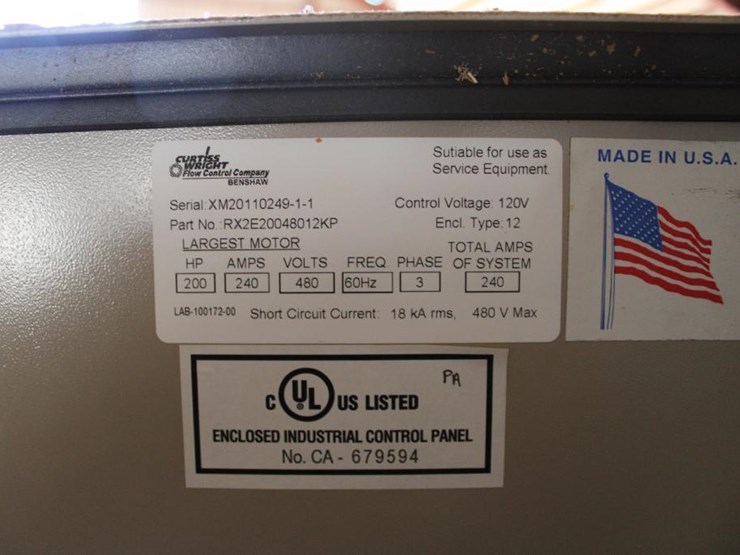 CURTISS
WRIGHT
Flow Control Company
BENSHAW
Sutiable for use as
Service Equipment.
Serial: XM20110249-1-1
Control Voltage: 120V
Part No.: RX2E20048012KP
Encl. Type: 12
LARGEST MOTOR
TOTAL AMPS
HP AMPS VOLTS FREQ. PHASE OF SYSTEM
200 240 480 60Hz 3 240
LAB-100172-00 Short Circuit Current: 18 kA rms, 480 V Max
MADE IN U.S.A.
PA
C UL US LISTED
ENCLOSED INDUSTRIAL CONTROL PANEL
No. CA - 679594